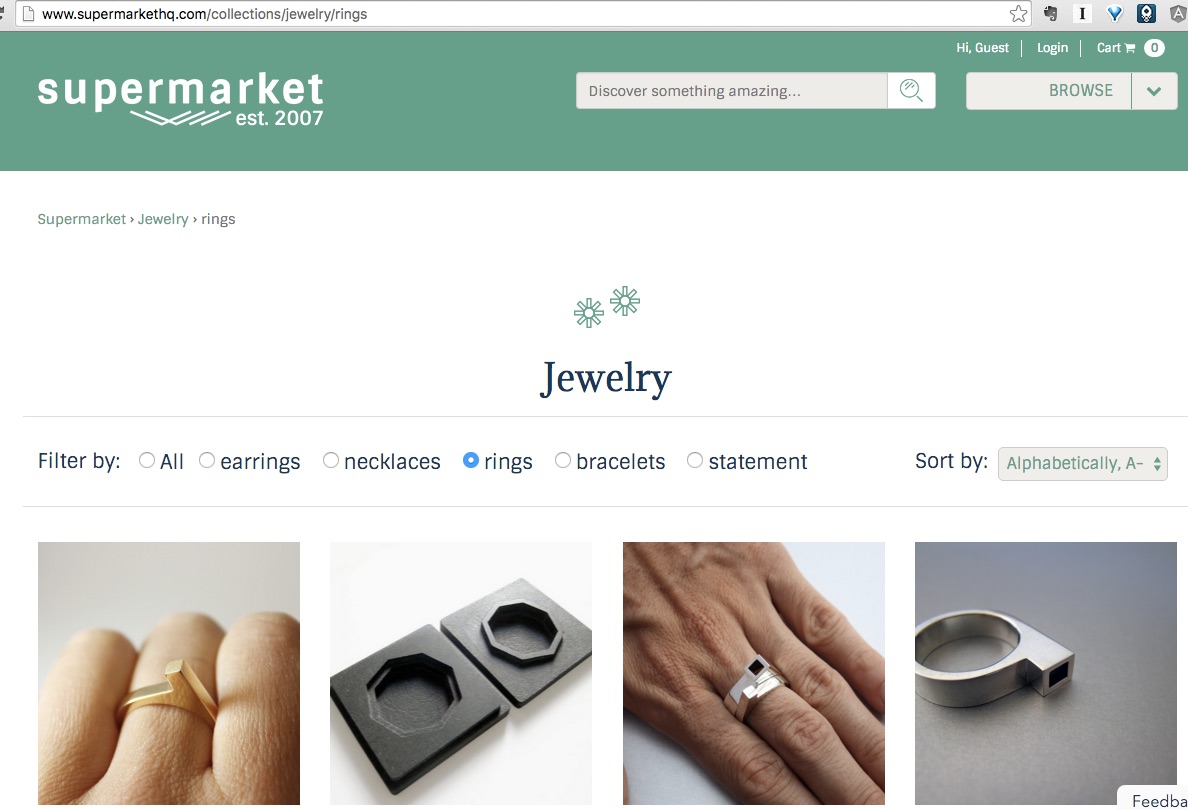 www.supermarkethq.com/collections/jewelry/rings
Hi, Guest Login Cart 0
supermarket
est. 2007
Discover something amazing...
BROWSE
Supermarket › Jewelry › rings
Jewelry
Filter by: All earrings necklaces rings bracelets statement Sort by: Alphabetically, A-
Feedba